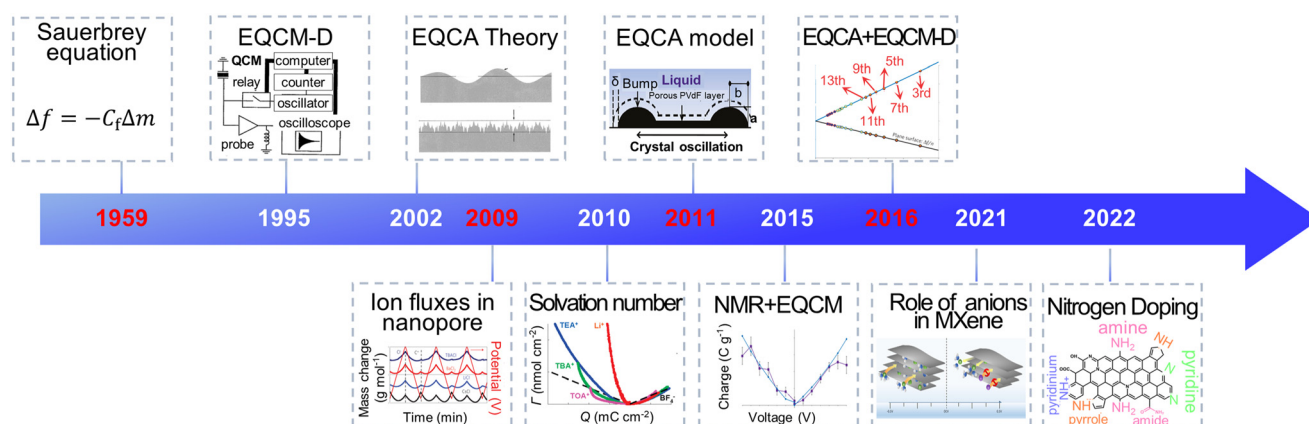 Sauerbrey
equation
Δf = −C_fΔm
EQCM-D
QCM
computer
relay
counter
oscillator
oscilloscope
probe
EQCA Theory
EQCA model
δ
Bump
Liquid
b
Porous PVdF layer
a
Crystal oscillation
EQCA+EQCM-D
5th
9th
13th
3rd
7th
11th
1959
1995
2002
2009
2010
2011
2015
2016
2021
2022
Ion fluxes in
nanopore
Mass change
(g mol⁻¹)
Potential (V)
Time (min)
Solvation number
TEA⁺
Li⁺
TBA⁺
TOA⁺
BF₄⁻
Γ (nmol cm⁻²)
Q (mC cm⁻²)
NMR+EQCM
Charge (C g⁻¹)
Voltage (V)
Role of anions
in MXene
Nitrogen Doping
amine
NH₂
NH
pyridinium
NH+
pyridine
N
N
NH
pyrrole
NH₂
amide